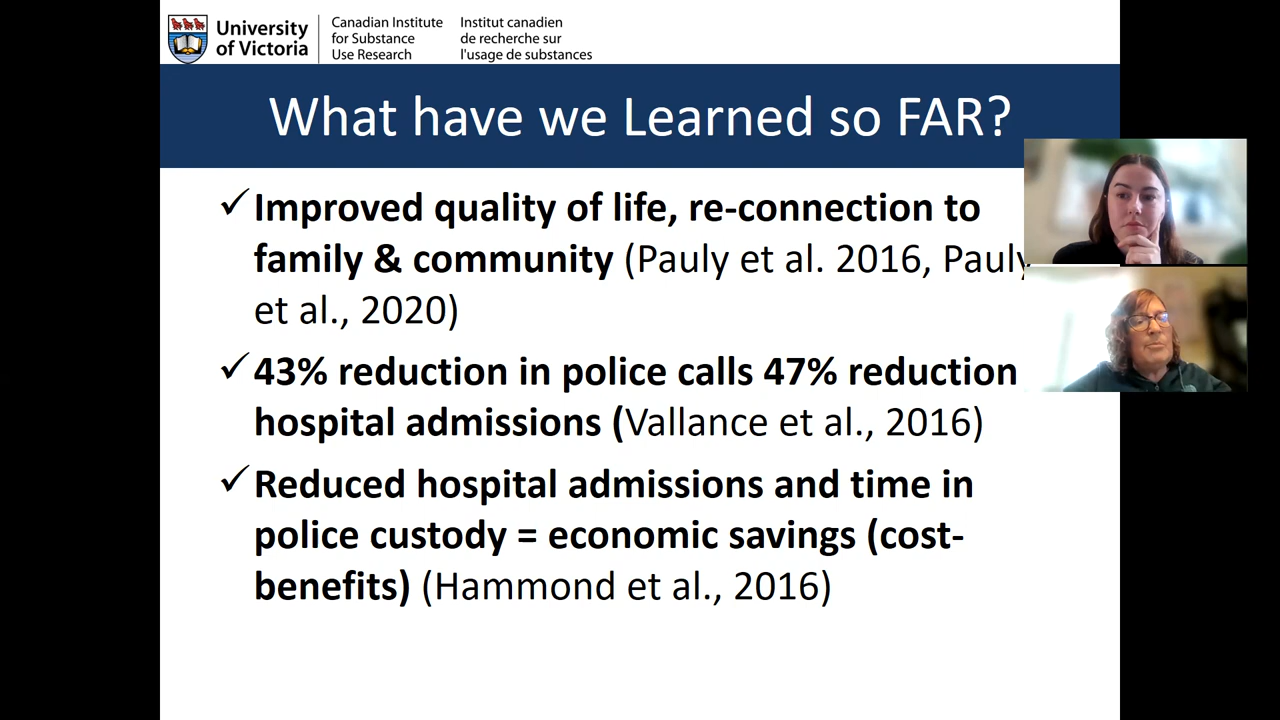 University
of Victoria
Canadian Institute
for Substance
Use Research
Institut canadien
de recherche sur
l'usage de substances
What have we Learned so FAR?
✓Improved quality of life, re-connection to
family & community (Pauly et al. 2016, Pauly
et al., 2020)
✓43% reduction in police calls 47% reduction
hospital admissions (Vallance et al., 2016)
✓Reduced hospital admissions and time in
police custody = economic savings (cost-
benefits) (Hammond et al., 2016)